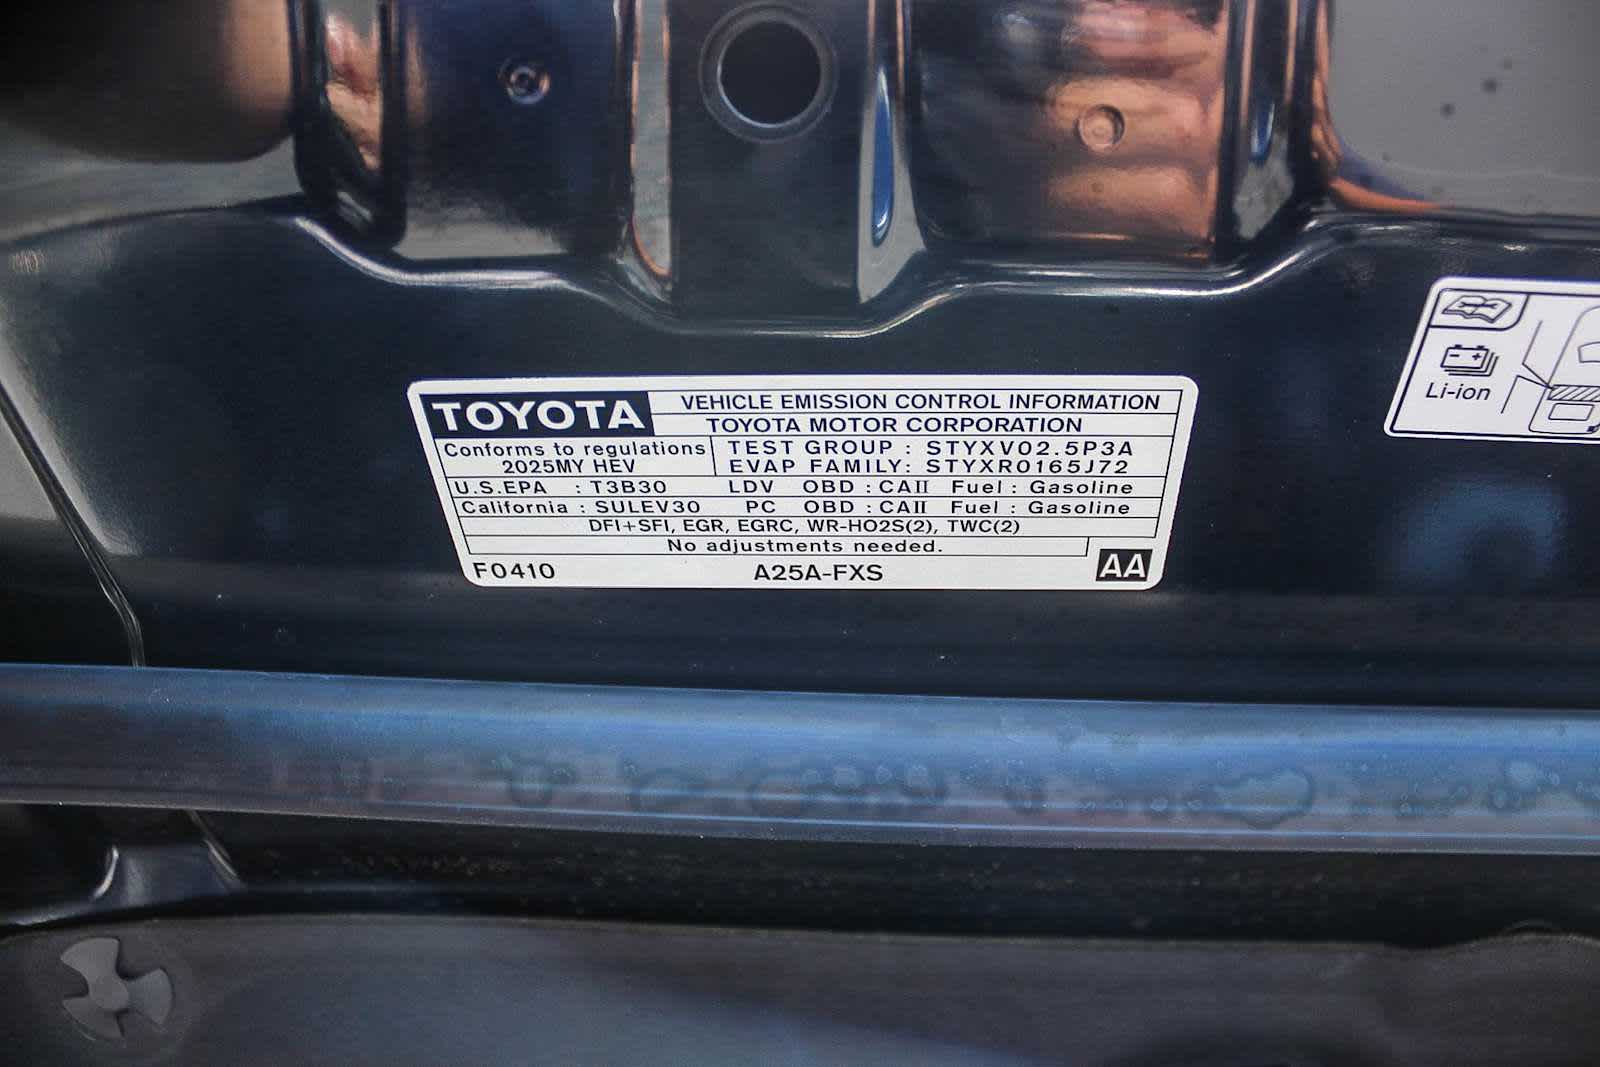 TOYOTA VEHICLE EMISSION CONTROL INFORMATION
TOYOTA MOTOR CORPORATION
Conforms to regulations
2025MY HEV
TEST GROUP : STYXV02.5P3A
EVAP FAMILY: STYXR0165J72
U.S.EPA : T3B30 LDV OBD : CAII Fuel : Gasoline
California : SULEV30 PC OBD : CAII Fuel : Gasoline
DFI+SFI, EGR, EGRC, WR-HO2S(2), TWC(2)
No adjustments needed.
F0410 A25A-FXS AA
Li-ion